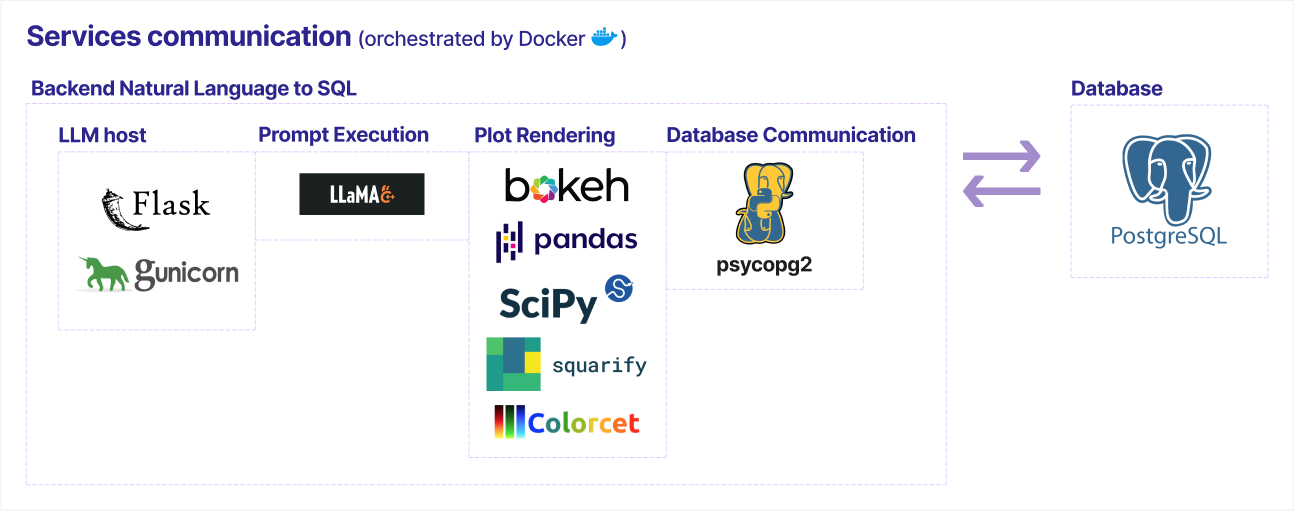 Services communication (orchestrated by Docker )
Backend Natural Language to SQL
Database
LLM host
Prompt Execution
Plot Rendering
Database Communication
Flask
gunicorn
LLaMA C++
bokeh
pandas
SciPy
squarify
Colorcet
psycopg2
PostgreSQL